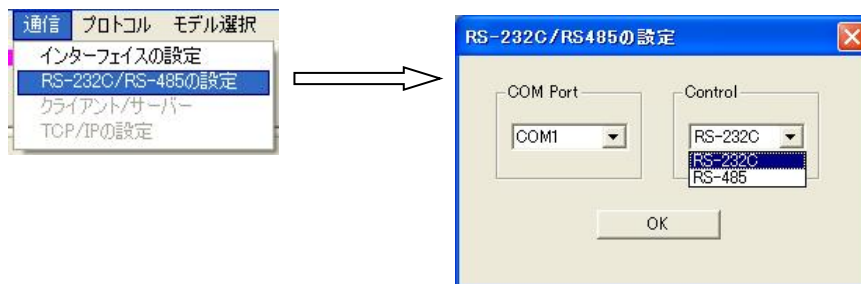 通信 プロトコル モデル選択
インターフェイスの設定
RS-232C/RS-485の設定
クライアント/サーバー
TCP/IPの設定
RS-232C/RS485の設定
COM Port
Control
COM1
RS-232C
RS-232C
RS-485
OK